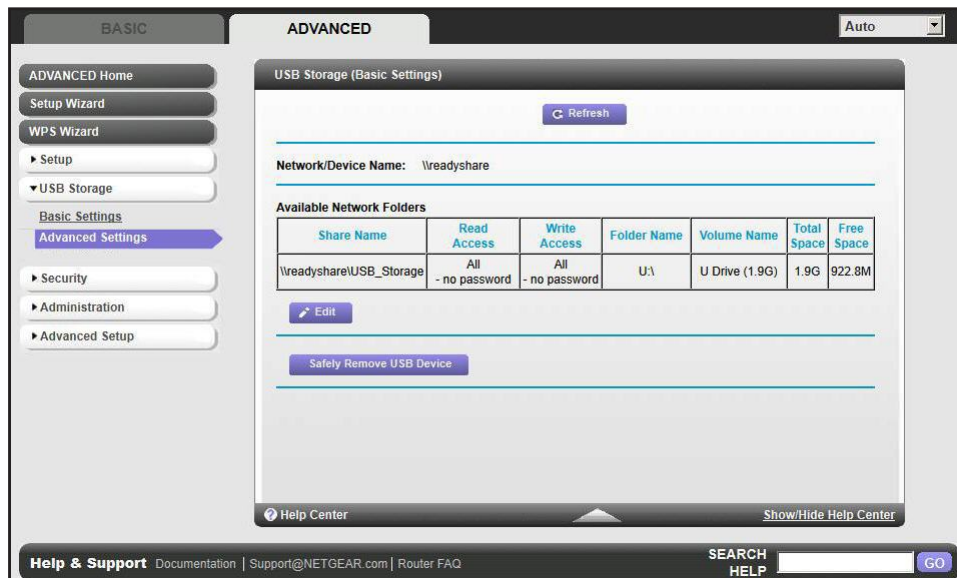 BASIC
ADVANCED
Auto
ADVANCED Home
Setup Wizard
WPS Wizard
Setup
USB Storage
Basic Settings
Advanced Settings
Security
Administration
Advanced Setup
USB Storage (Basic Settings)
Refresh
Network/Device Name: \\readyshare
Available Network Folders
Share Name Read Access Write Access Folder Name Volume Name Total Space Free Space
\\readyshare\USB_Storage All - no password All - no password U:\ U Drive (1.9G) 1.9G 922.8M
Edit
Safely Remove USB Device
Help Center Show/Hide Help Center
Help & Support Documentation | Support@NETGEAR.com | Router FAQ
SEARCH HELP GO